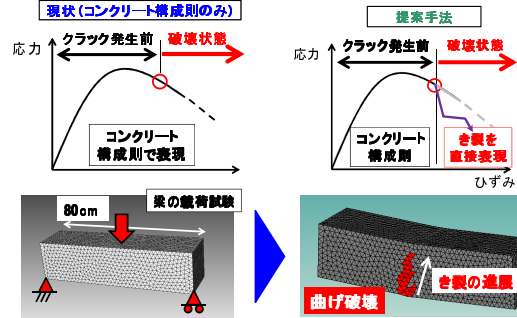 現状(コンクリート構成則のみ)
応力
クラック発生前
破壊状態
コンクリート
構成則で表現
提案手法
応力
クラック発生前
破壊状態
コンクリート
構成則
き裂を
直接表現
ひずみ
80cm
梁の載荷試験
曲げ破壊
き裂の進展